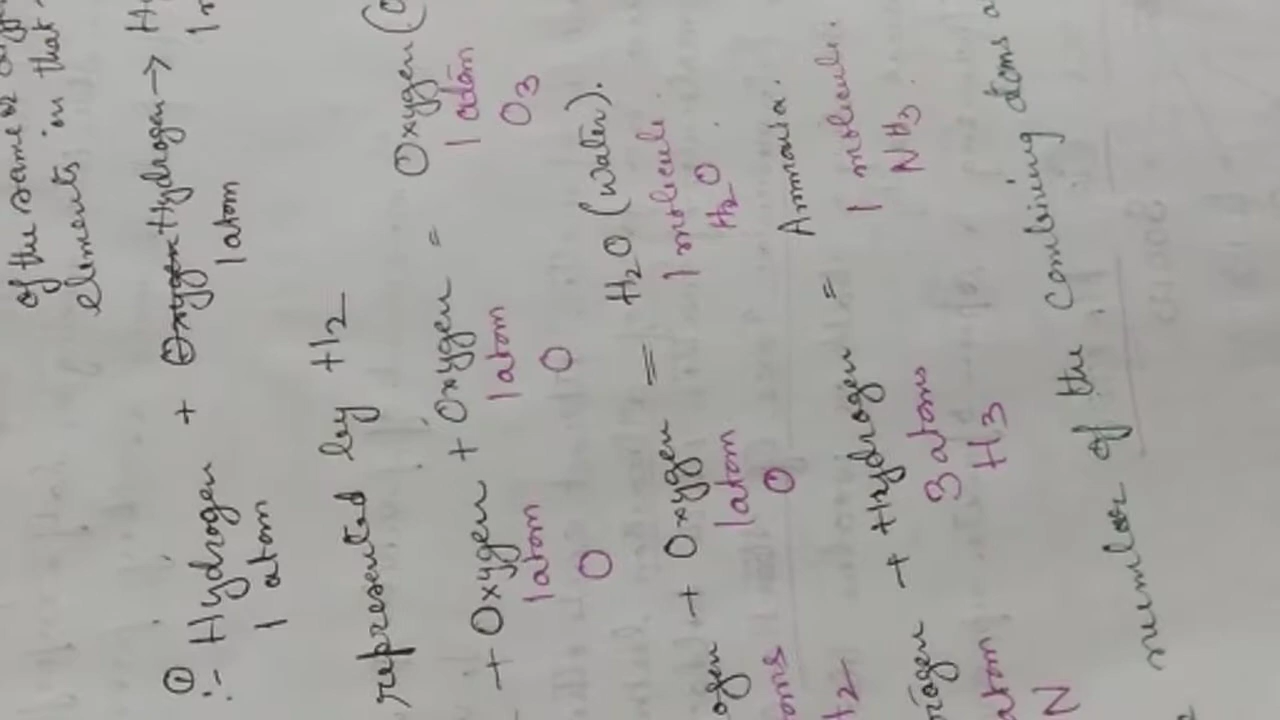 of the same or
elements in that
① :- Hydrogen + Oxygen Hydrogen →
1 atom 1 atom
represented by H2
+ Oxygen + Oxygen = Oxygen
1 atom 1 atom 1 atom
O O O3
ogen + Oxygen = H2O (water).
oms 1 atom 1 molecule
O H2O.
rogen + Hydrogen = Ammonia.
atom 3 atoms 1 molecule.
N H3 NH3.
number of the combining atoms